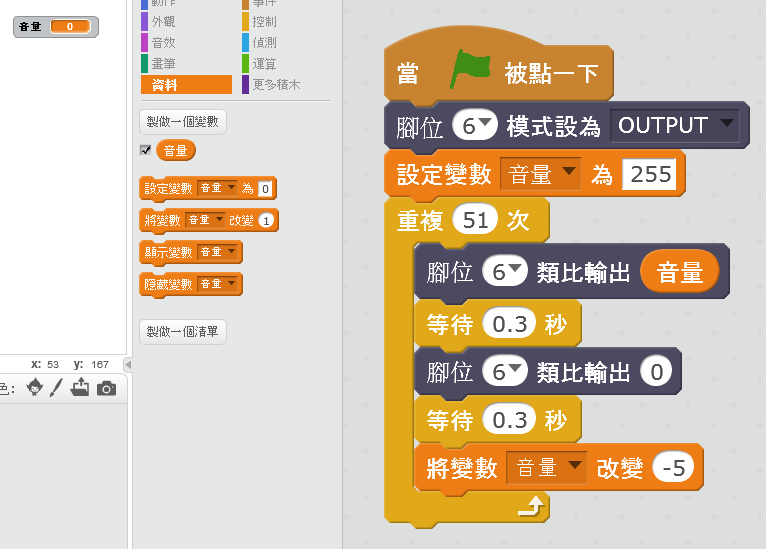 音量 0
動作 事件
外觀 控制
音效 偵測
畫筆 運算
資料 更多積木
製做一個變數
音量
設定變數 音量 為 0
將變數 音量 改變 1
顯示變數 音量
隱藏變數 音量
製做一個清單
x: 53 y: 167
色:
當 被點一下
腳位 6 模式設為 OUTPUT
設定變數 音量 為 255
重複 51 次
腳位 6 類比輸出 音量
等待 0.3 秒
腳位 6 類比輸出 0
等待 0.3 秒
將變數 音量 改變 -5